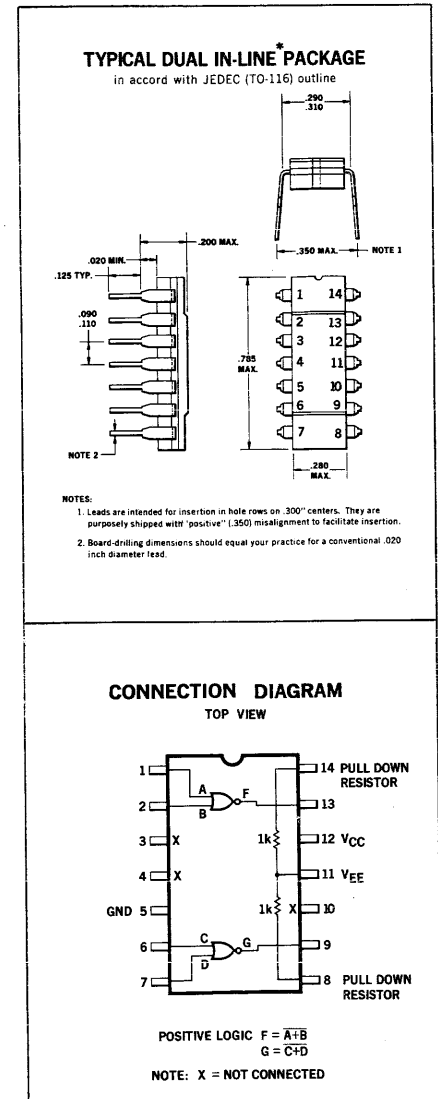 TYPICAL DUAL IN-LINE* PACKAGE
in accord with JEDEC (TO-116) outline
.290
.310
.350 MAX.
NOTE 1
.200 MAX.
.020 MIN.
.125 TYP.
.090
.110
NOTE 2
.785
MAX.
1 14
2 13
3 12
4 11
5 10
6 9
7 8
.280
MAX.
NOTES:
1. Leads are intended for insertion in hole rows on .300" centers. They are
purposely shipped with 'positive" (.350) misalignment to facilitate insertion.
2. Board-drilling dimensions should equal your practice for a conventional .020
inch diameter lead.
CONNECTION DIAGRAM
TOP VIEW
1
A
F
14 PULL DOWN
RESISTOR
2
B
13
3 X
1k
12 VCC
4 X
11 VEE
GND 5
1k
X 10
6
C
G
9
7
D
8 PULL DOWN
RESISTOR
POSITIVE LOGIC F = A+B
G = C+D
NOTE: X = NOT CONNECTED